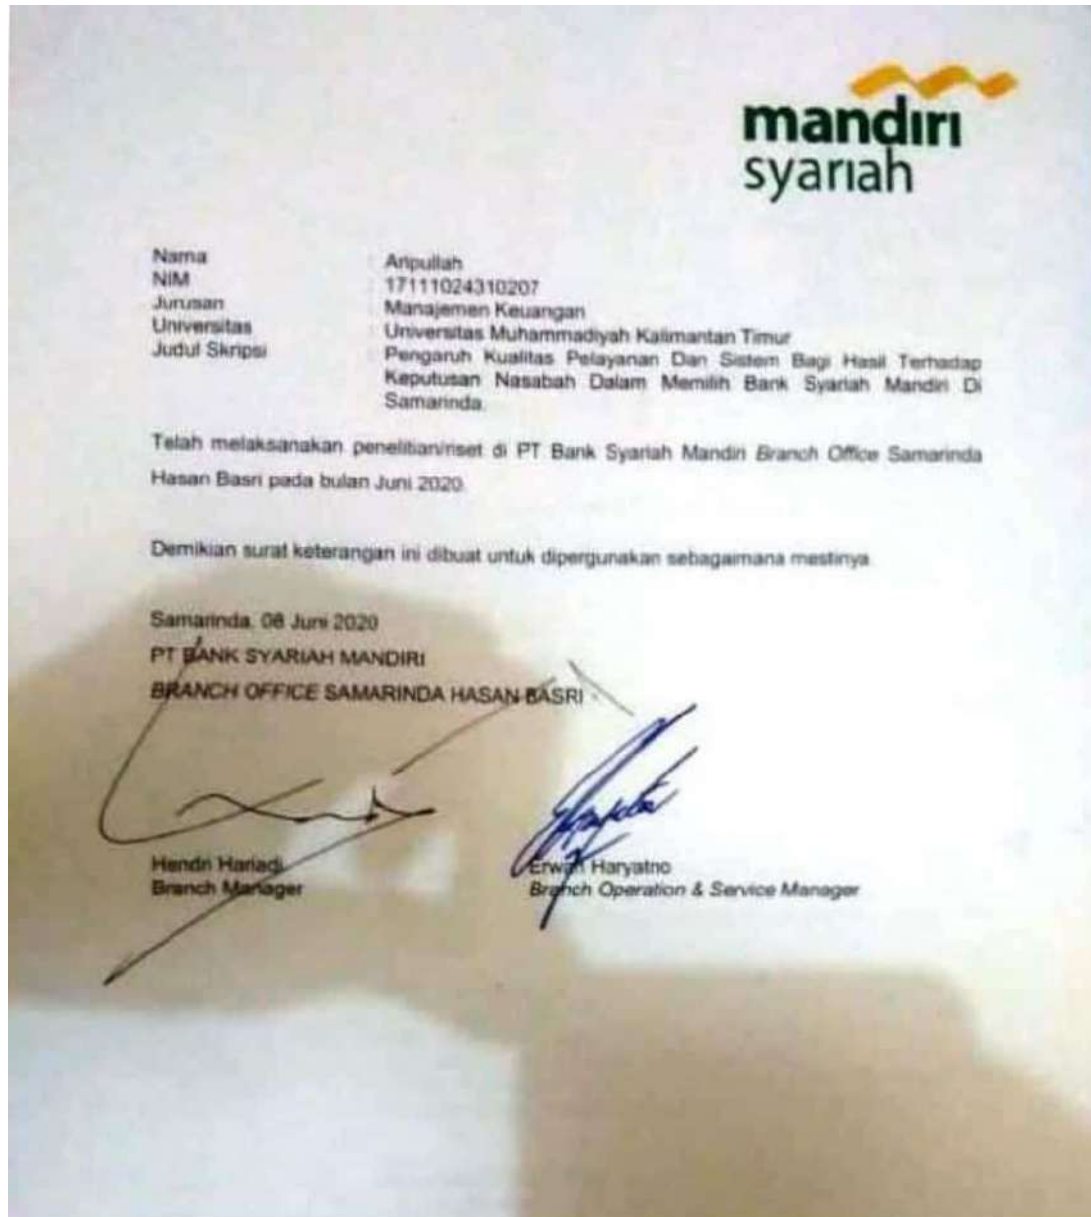 mandırı
syarıah
Nama : Aripullah
NIM : 17111024310207
Jurusan : Manajemen Keuangan
Universitas : Universitas Muhammadiyah Kalimantan Timur
Judul Skripsi : Pengaruh Kualitas Pelayanan Dan Sistem Bagi Hasil Terhadap
Keputusan Nasabah Dalam Memilih Bank Syariah Mandiri Di
Samarinda.
Telah melaksanakan penelitian/riset di PT Bank Syariah Mandiri Branch Office Samarinda
Hasan Basri pada bulan Juni 2020.
Demikian surat keterangan ini dibuat untuk dipergunakan sebagaimana mestinya.
Samarinda, 08 Juni 2020
PT BANK SYARIAH MANDIRI
BRANCH OFFICE SAMARINDA HASAN BASRI
Hendri Hariadi
Branch Manager
Erwan Haryatno
Branch Operation & Service Manager